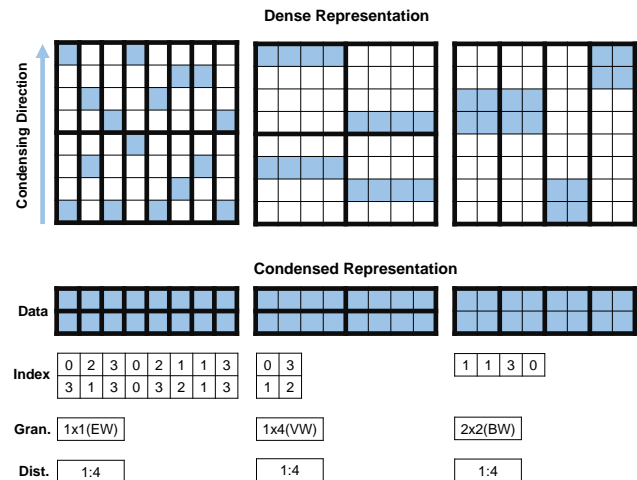 Dense Representation
Condensing Direction
Condensed Representation
Data
Index
0 2 3 0 2 1 1 3
3 1 3 0 3 2 1 3
0 3
1 2
1 1 3 0
Gran. 1x1(EW) 1x4(VW) 2x2(BW)
Dist. 1:4 1:4 1:4